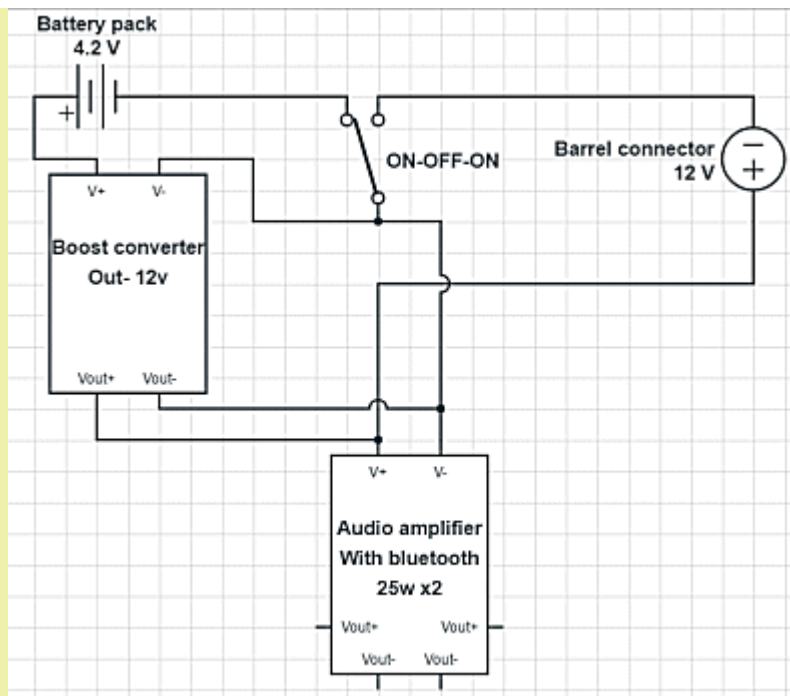 Battery pack
4.2 V
+
ON-OFF-ON
Barrel connector
12 V
−
+
V+ V-
Boost converter
Out- 12v
Vout+ Vout-
V+ V-
Audio amplifier
With bluetooth
25w x2
Vout+ Vout+
Vout- Vout-